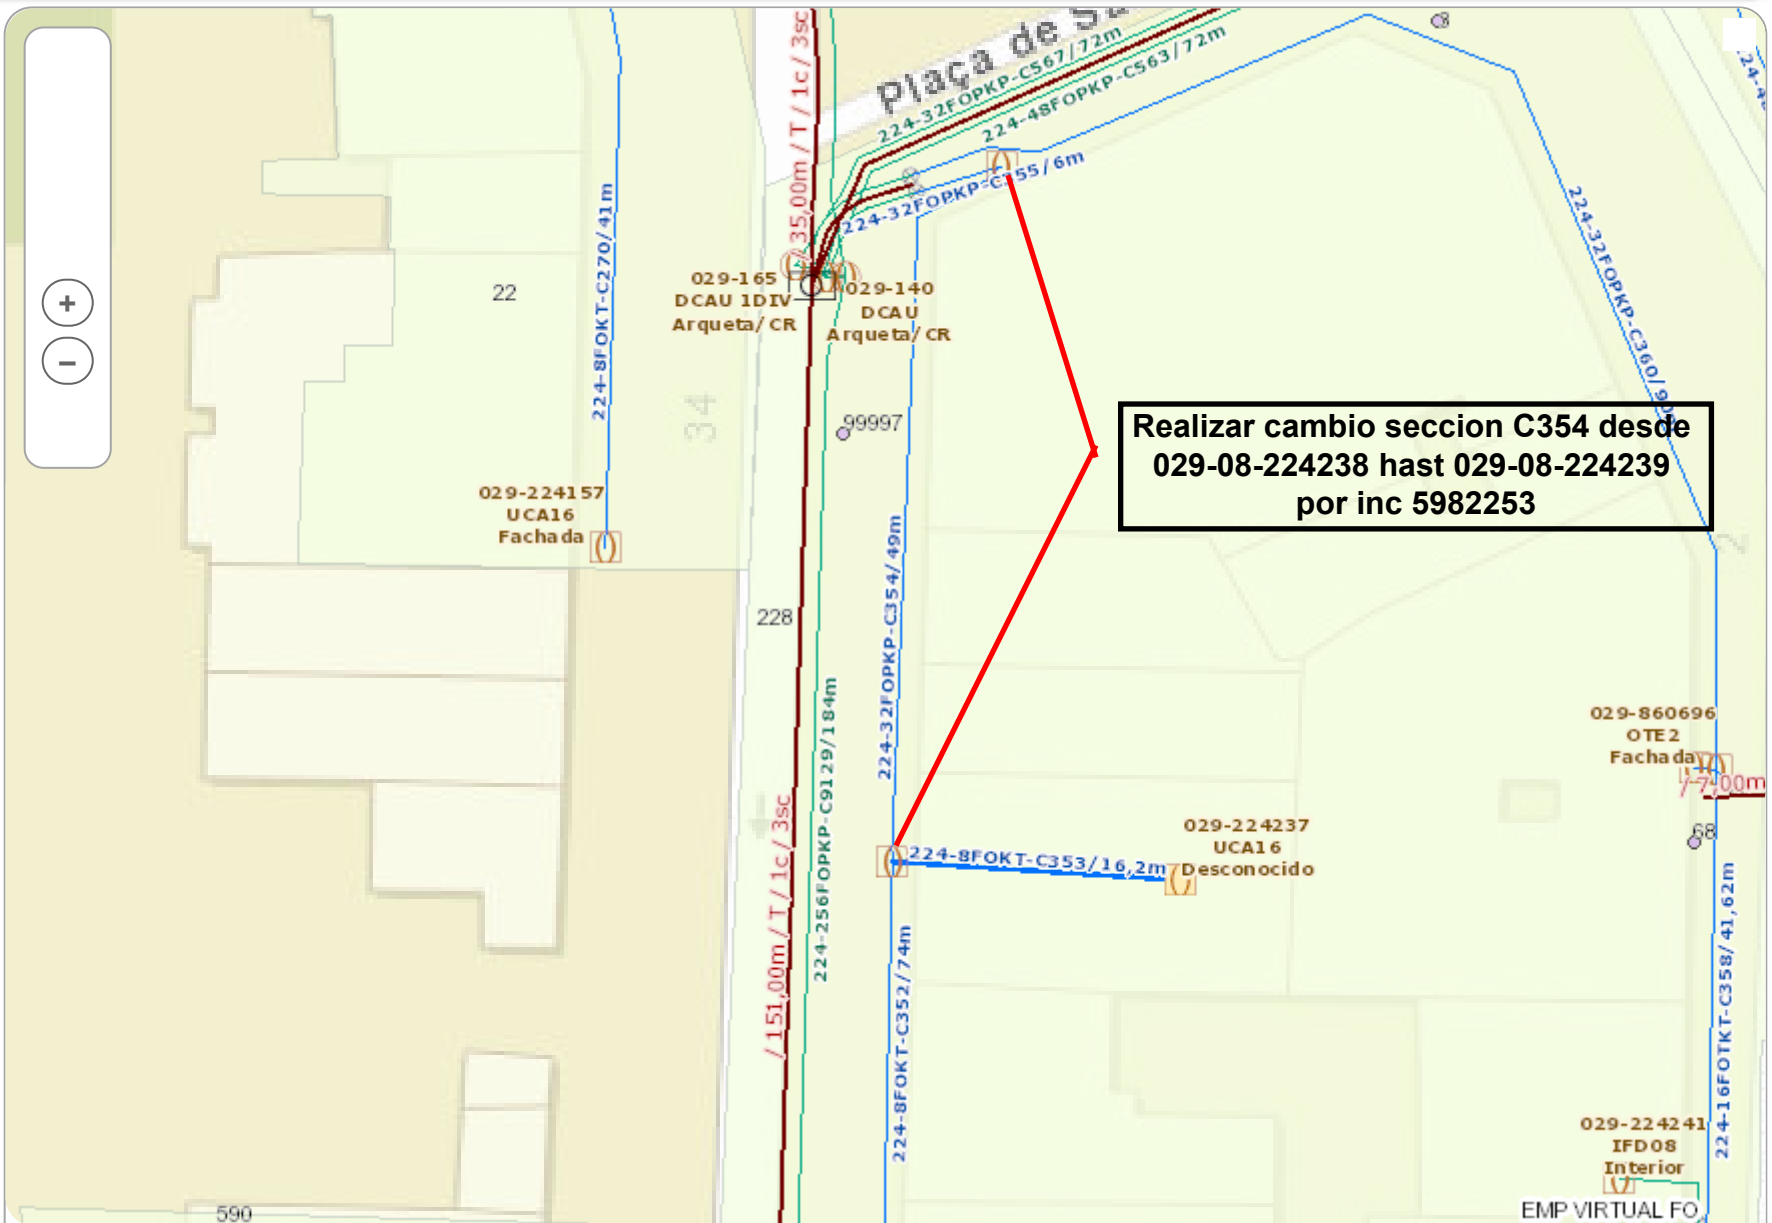 Plaça de Sa
/ 35,00m / T / 1c / 3sc
224-32FOPKP-C567/72m
224-48FOPKP-C563/72m
224-32FOPKP-C355/6m
224-8FOKT-C270/41m
224-32FOPKP-C360/90m
8
+
−
22
34
029-165
DCAU 1DIV
Arqueta/CR
029-140
DCAU
Arqueta/CR
99997
Realizar cambio seccion C354 desde
029-08-224238 hast 029-08-224239
por inc 5982253
029-224157
UCA16
Fachada
2
228
224-32FOPKP-C354/49m
224-256FOPKP-C9129/184m
/151,00m / T / 1c / 3sc
029-860696
OTE2
Fachada
/ 7,00m
68
029-224237
UCA16
Desconocido
224-8FOKT-C353/16,2m
224-8FOKT-C352/74m
224-16FOTKT-C358/41,62m
029-224241
IFD08
Interior
EMP VIRTUAL FO
590